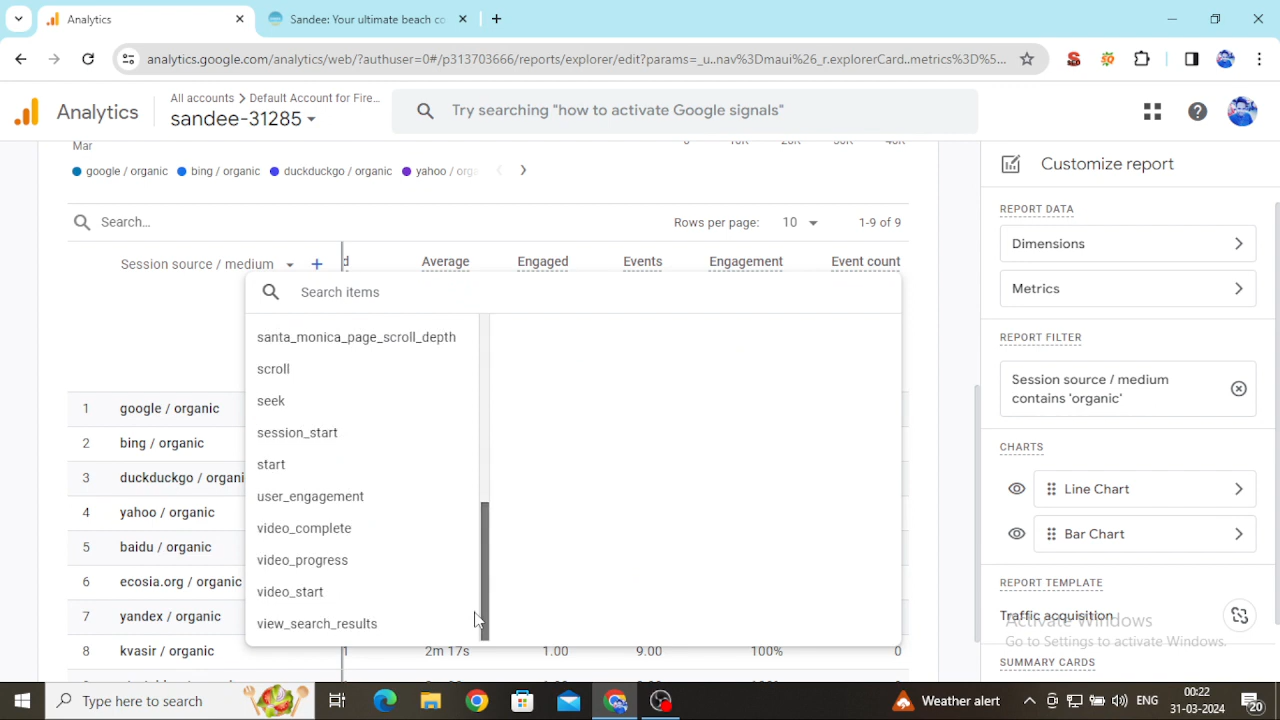 Analytics
Sandee: Your ultimate beach co
analytics.google.com/analytics/web/?authuser=0#/p313703666/reports/explorer/edit?params=_u..nav%3Dmaui%26_r.explorerCard..metrics%3D%5...
Analytics
All accounts > Default Account for Fire...
sandee-31285
Try searching "how to activate Google signals"
Mar
google / organic
bing / organic
duckduckgo / organic
yahoo / org
Customize report
REPORT DATA
Dimensions
Metrics
REPORT FILTER
Session source / medium
contains 'organic'
CHARTS
Line Chart
Bar Chart
REPORT TEMPLATE
Traffic acquisition
SUMMARY CARDS
Search...
Rows per page: 10 1-9 of 9
Session source / medium + d Average Engaged Events Engagement Event count
Search items
santa_monica_page_scroll_depth
scroll
seek
session_start
start
user_engagement
video_complete
video_progress
video_start
view_search_results
1 google / organic
2 bing / organic
3 duckduckgo / organi
4 yahoo / organic
5 baidu / organic
6 ecosia.org / organic
7 yandex / organic
8 kvasir / organic 1 2m 17s 1.00 9.00 100% 0
Activate Windows
Go to Settings to activate Windows.
Type here to search
Weather alert
ENG
00:22
31-03-2024
20